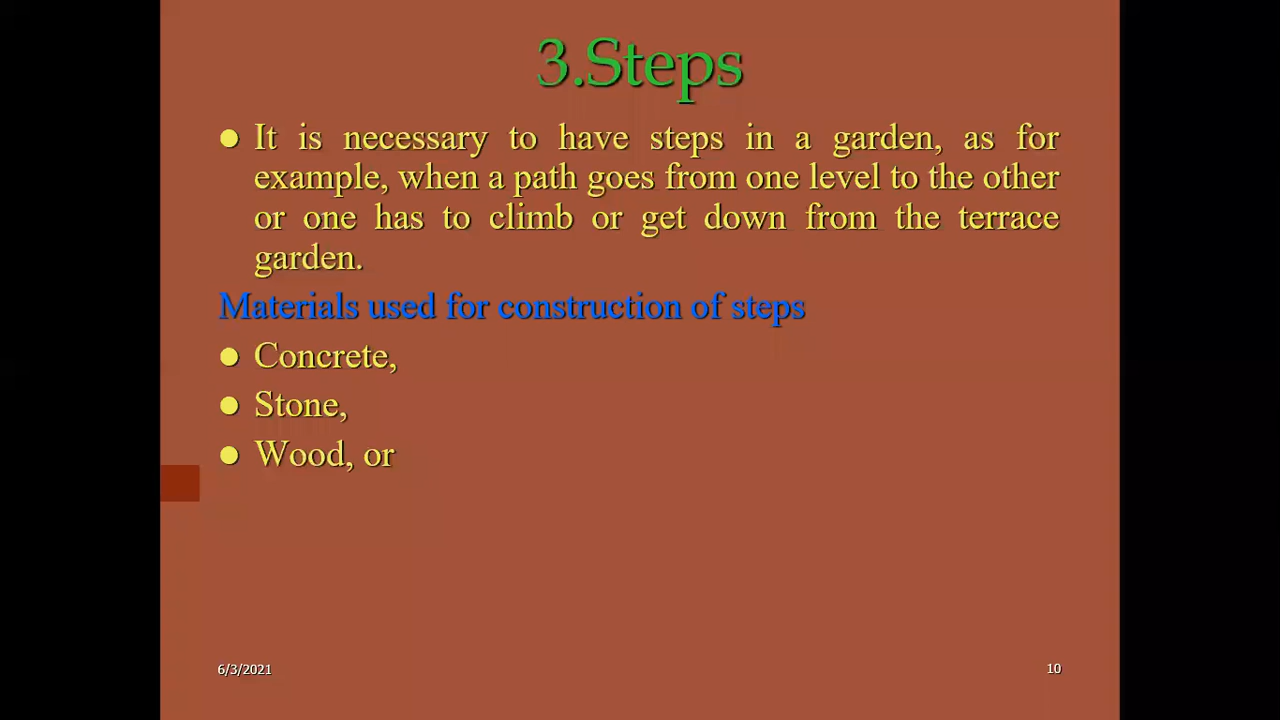 3.Steps
● It is necessary to have steps in a garden, as for
example, when a path goes from one level to the other
or one has to climb or get down from the terrace
garden.
Materials used for construction of steps
● Concrete,
● Stone,
● Wood, or
6/3/2021
10